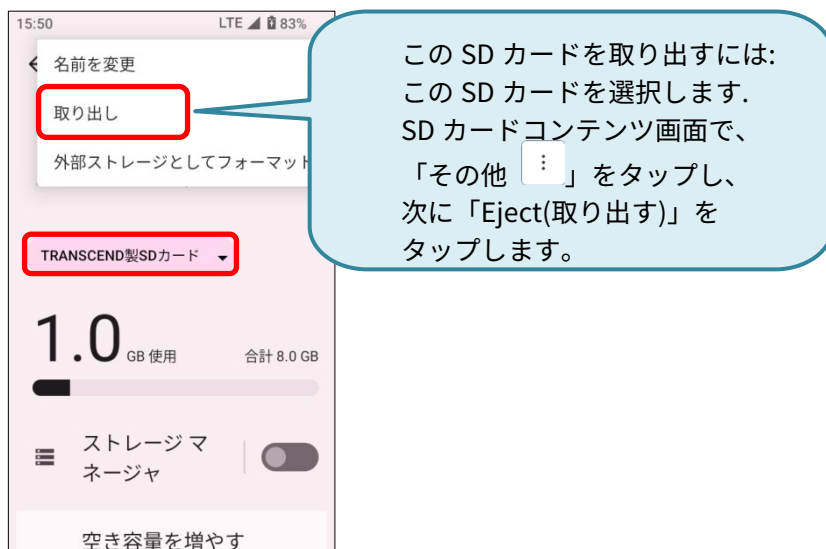 15:50 LTE 83%
名前を変更
取り出し
外部ストレージとしてフォーマット
TRANSCEND製SDカード
1.0 GB 使用 合計 8.0 GB
ストレージ マ
ネージャ
空き容量を増やす
この SD カードを取り出すには:
この SD カードを選択します.
SD カードコンテンツ画面で、
「その他 」をタップし、
次に「Eject(取り出す)」を
タップします。